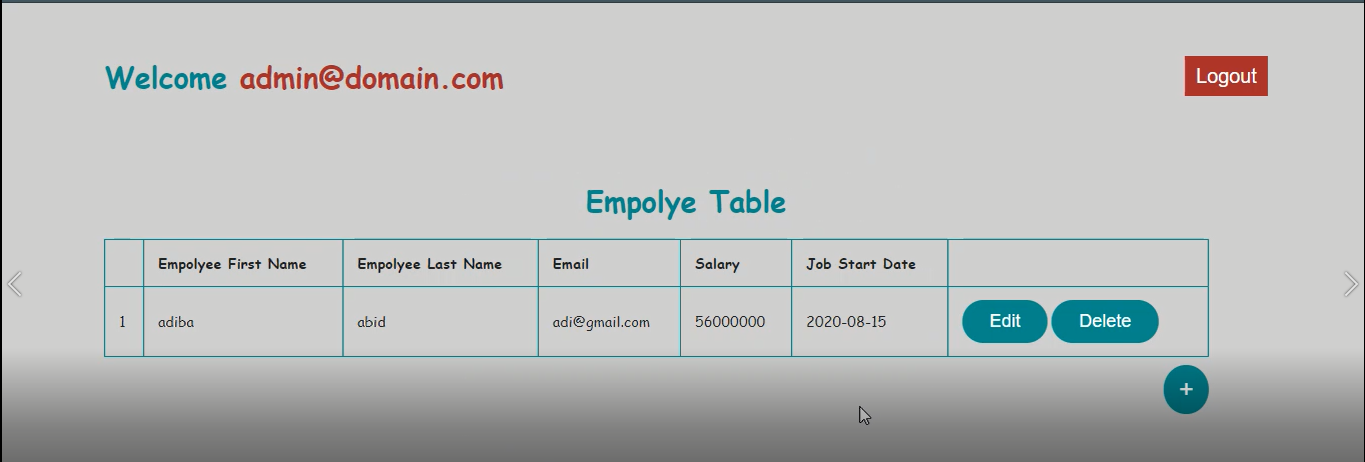 Welcome admin@domain.com
Logout
Empolye Table
Empolyee First Name Empolyee Last Name Email Salary Job Start Date
1 adiba abid adi@gmail.com 56000000 2020-08-15 Edit Delete
+